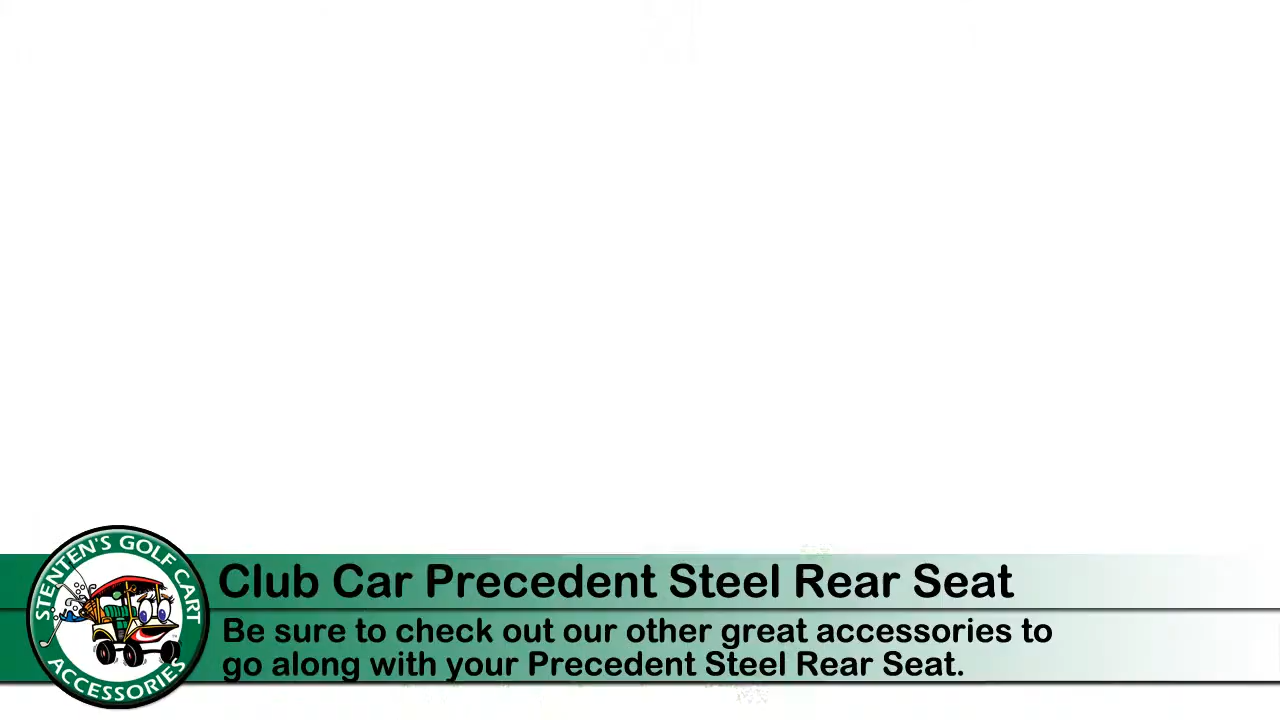 STENTEN'S GOLF CART
ACCESSORIES
Club Car Precedent Steel Rear Seat
Be sure to check out our other great accessories to
go along with your Precedent Steel Rear Seat.